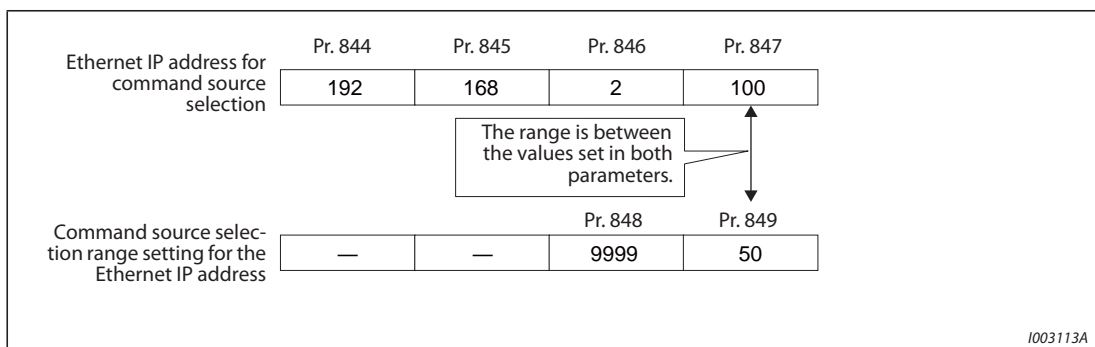 Pr. 844 Pr. 845 Pr. 846 Pr. 847
Ethernet IP address for
command source
selection
192 168 2 100
The range is between
the values set in both
parameters.
Pr. 848 Pr. 849
Command source selec-
tion range setting for the
Ethernet IP address
— — 9999 50
I003113A